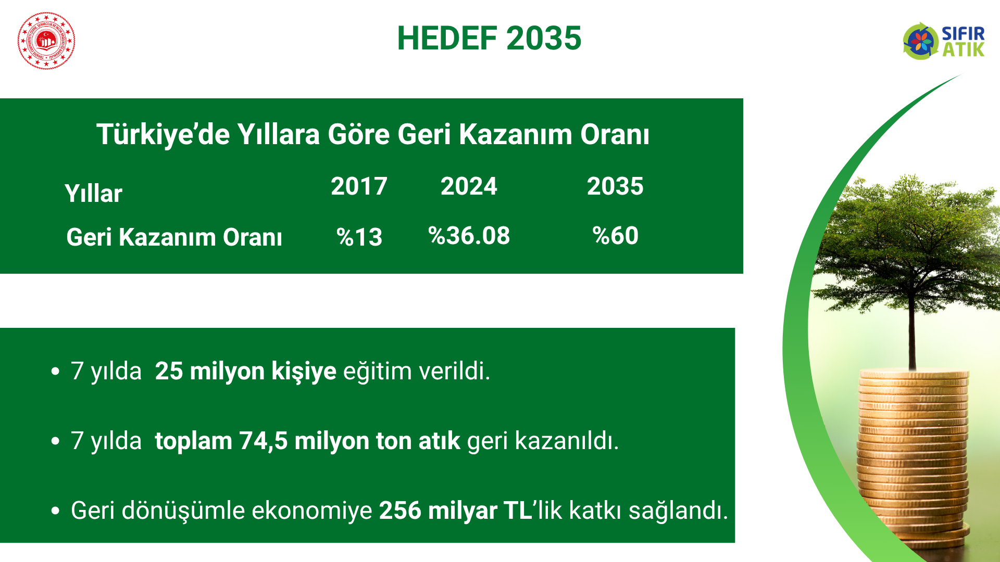 HEDEF 2035
SIFIR
ATIK
Türkiye’de Yıllara Göre Geri Kazanım Oranı
Yıllar 2017 2024 2035
Geri Kazanım Oranı %13 %36.08 %60
• 7 yılda 25 milyon kişiye eğitim verildi.
• 7 yılda toplam 74,5 milyon ton atık geri kazanıldı.
• Geri dönüşümle ekonomiye 256 milyar TL’lik katkı sağlandı.